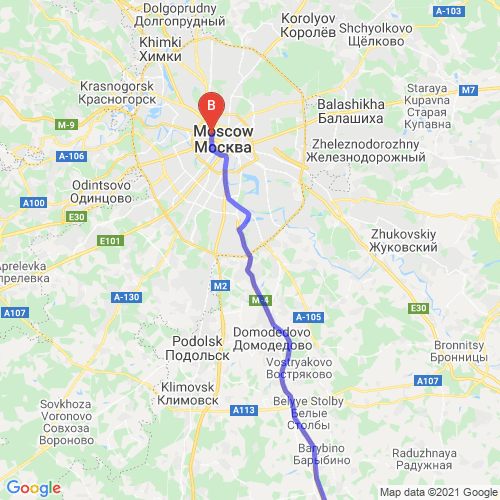 Dolgoprudny
Долгопрудный
Korolyov
Королёв
A-103
Shchyolkovo
Щёлково
Khimki
Химки
Krasnogorsk
Красногорск
Staraya
Kupavna
Старая
Купавна
M7
B
Balashikha
Балашиха
M-9
Moscow
Москва
Zheleznodorozhny
Железнодорожный
A-106
Odintsovo
Одинцово
A100
E30
E101
Zhukovskiy
Жуковский
Aprelevka
прелевка
M2
A-130
M-4
E30
A107
A-105
Domodedovo
Домодедово
Podolsk
Подольск
Bronnitsy
Бронницы
Vostryakovo
Востряково
Klimovsk
Климовск
A107
Sovkhoza
Voronovo
Совхоза
Вороново
A113
Belyye Stolby
Белые
Столбы
Barybino
Барыбино
Raduzhnaya
Радужная
Google
Map data ©2021 Google